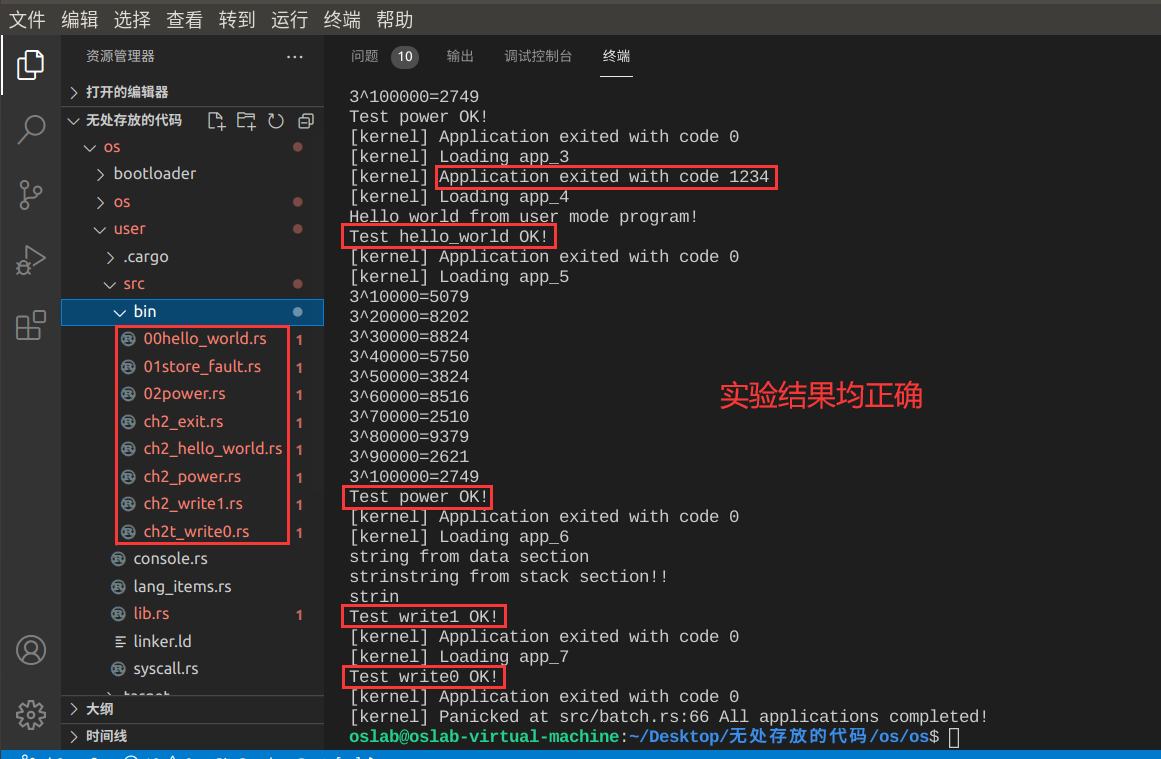 文件 编辑 选择 查看 转到 运行 终端 帮助
资源管理器 ···
打开的编辑器
无处存放的代码
os
bootloader
os
user
.cargo
src
bin
00hello_world.rs 1
01store_fault.rs 1
02power.rs 1
ch2_exit.rs 1
ch2_hello_world.rs 1
ch2_power.rs 1
ch2_write1.rs 1
ch2t_write0.rs 1
console.rs
lang_items.rs
lib.rs 1
linker.ld
syscall.rs
大纲
时间线
问题 10 输出 调试控制台 终端
3^100000=2749
Test power OK!
[kernel] Application exited with code 0
[kernel] Loading app_3
[kernel] Application exited with code 1234
[kernel] Loading app_4
Hello world from user mode program!
Test hello_world OK!
[kernel] Application exited with code 0
[kernel] Loading app_5
3^10000=5079
3^20000=8202
3^30000=8824
3^40000=5750
3^50000=3824
3^60000=8516
3^70000=2510
3^80000=9379
3^90000=2621
3^100000=2749
Test power OK!
[kernel] Application exited with code 0
[kernel] Loading app_6
string from data section
strinstring from stack section!!
strin
Test write1 OK!
[kernel] Application exited with code 0
[kernel] Loading app_7
Test write0 OK!
[kernel] Application exited with code 0
[kernel] Panicked at src/batch.rs:66 All applications completed!
oslab@oslab-virtual-machine:~/Desktop/无处存放的代码/os/os$
实验结果均正确